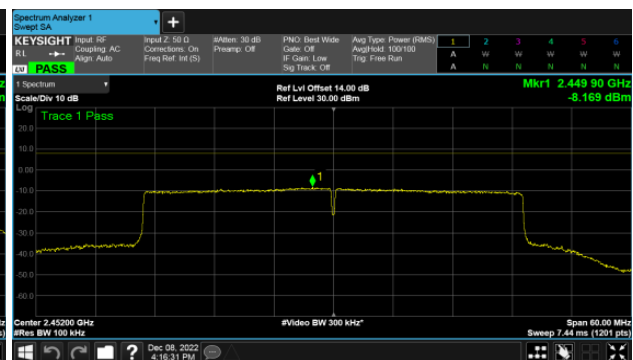 Spectrum Analyzer 1
Swept SA
+
KEYSIGHT Input: RF Input Z: 50 Ω #Atten: 30 dB PNO: Best Wide Avg Type: Power (RMS) 1 2 3 4 5 6
R L Coupling: AC Corrections: On Preamp: Off Gate: Off Avg|Hold: 100/100 A W W W W W
Align: Auto Freq Ref: Int (S) IF Gain: Low Trig: Free Run
LXI PASS Sig Track: Off A N N N N N
1 Spectrum Ref Lvl Offset 14.00 dB Mkr1 2.449 90 GHz
Scale/Div 10 dB Ref Level 30.00 dBm -8.169 dBm
Log
Trace 1 Pass
20.0
10.0
0.00
1
-10.0
-20.0
-30.0
-40.0
-50.0
-60.0
Center 2.45200 GHz #Video BW 300 kHz* Span 60.00 MHz
#Res BW 100 kHz Sweep 7.44 ms (1201 pts)
? Dec 08, 2022
4:16:31 PM